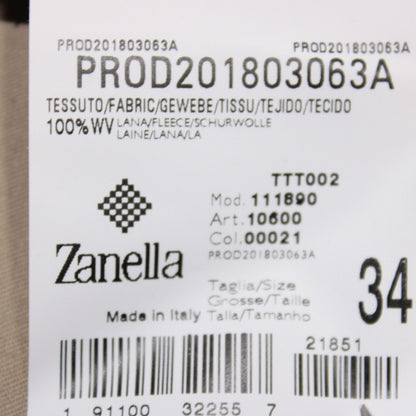 PROD201803063A PROD201803063A
PROD201803063A
TESSUTO/FABRIC/GEWEBE/TISSU/TEJIDO/TECIDO
100% WV LANA/FLEECE/SCHURWOLLE
LAINE/LANA/LA
TTT002
Mod. 111890
Art. 10600
Col. 00021
PROD201803063A
Zanella
Taglia/Size
Grosse/Taille
Made in Italy Talla/Tamanho
34
21851
1 91100 32255 7